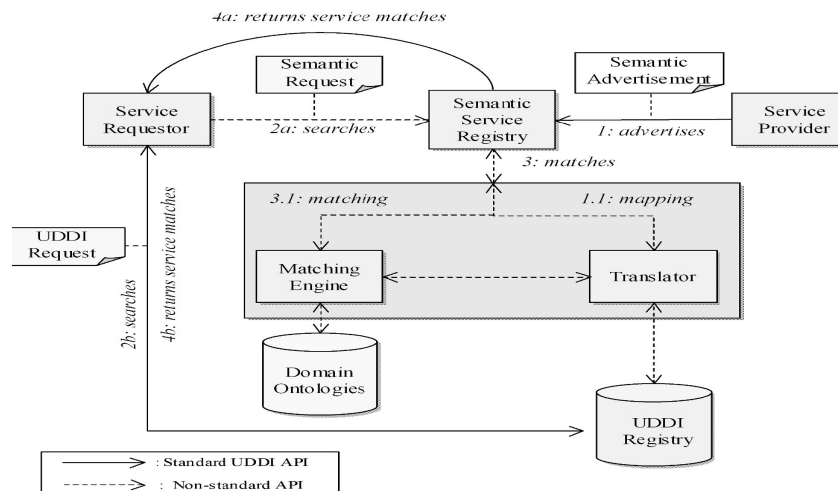 4a: returns service matches
Semantic
Request
Semantic
Advertisement
Service
Requestor
2a: searches
Semantic
Service
Registry
1: advertises
Service
Provider
3: matches
3.1: matching
1.1: mapping
UDDI
Request
Matching
Engine
Translator
2b: searches
4b: returns service matches
Domain
Ontologies
UDDI
Registry
: Standard UDDI API
: Non-standard API